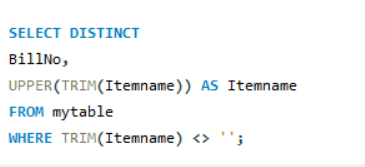 SELECT DISTINCT
BillNo,
UPPER(TRIM(Itemname)) AS Itemname
FROM mytable
WHERE TRIM(Itemname) <> '';